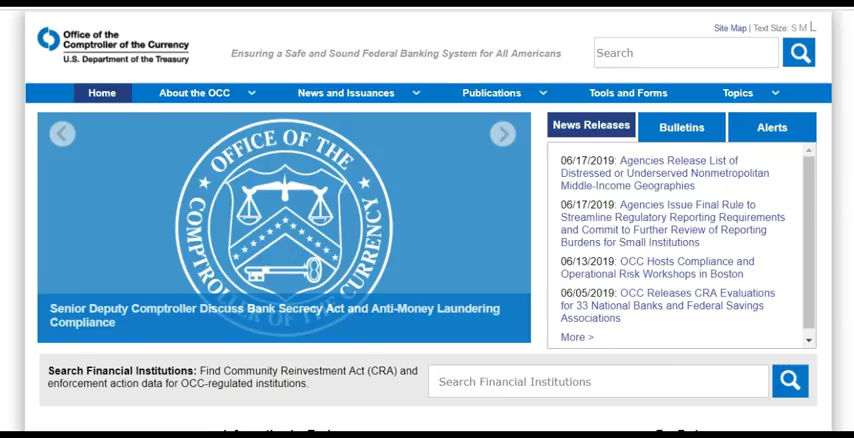 Office of the
Comptroller of the Currency
U.S. Department of the Treasury
Ensuring a Safe and Sound Federal Banking System for All Americans
Site Map | Text Size: S M L
Search
Home
About the OCC
News and Issuances
Publications
Tools and Forms
Topics
OFFICE OF THE
COMPTROLLER OF THE CURRENCY
Senior Deputy Comptroller Discuss Bank Secrecy Act and Anti-Money Laundering
Compliance
News Releases
Bulletins
Alerts
06/17/2019: Agencies Release List of
Distressed or Underserved Nonmetropolitan
Middle-Income Geographies
06/17/2019: Agencies Issue Final Rule to
Streamline Regulatory Reporting Requirements
and Commit to Further Review of Reporting
Burdens for Small Institutions
06/13/2019: OCC Hosts Compliance and
Operational Risk Workshops in Boston
06/05/2019: OCC Releases CRA Evaluations
for 33 National Banks and Federal Savings
Associations
More >
Search Financial Institutions: Find Community Reinvestment Act (CRA) and
enforcement action data for OCC-regulated institutions.
Search Financial Institutions